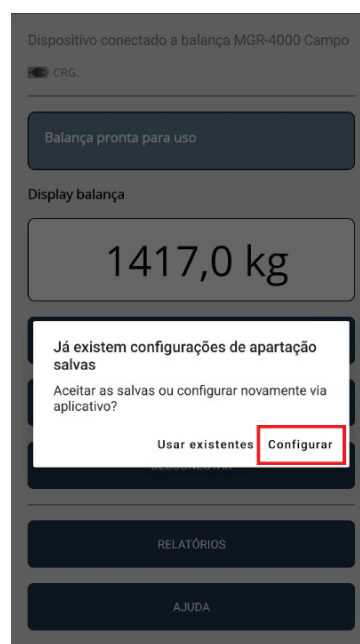 Dispositivo conectado a balança MGR-4000 Campo
CRG.
Balança pronta para uso
Display balança
1417,0 kg
Já existem configurações de apartação
salvas
Aceitar as salvas ou configurar novamente via
aplicativo?
Usar existentes Configurar
DESCONECTAR
RELATÓRIOS
AJUDA